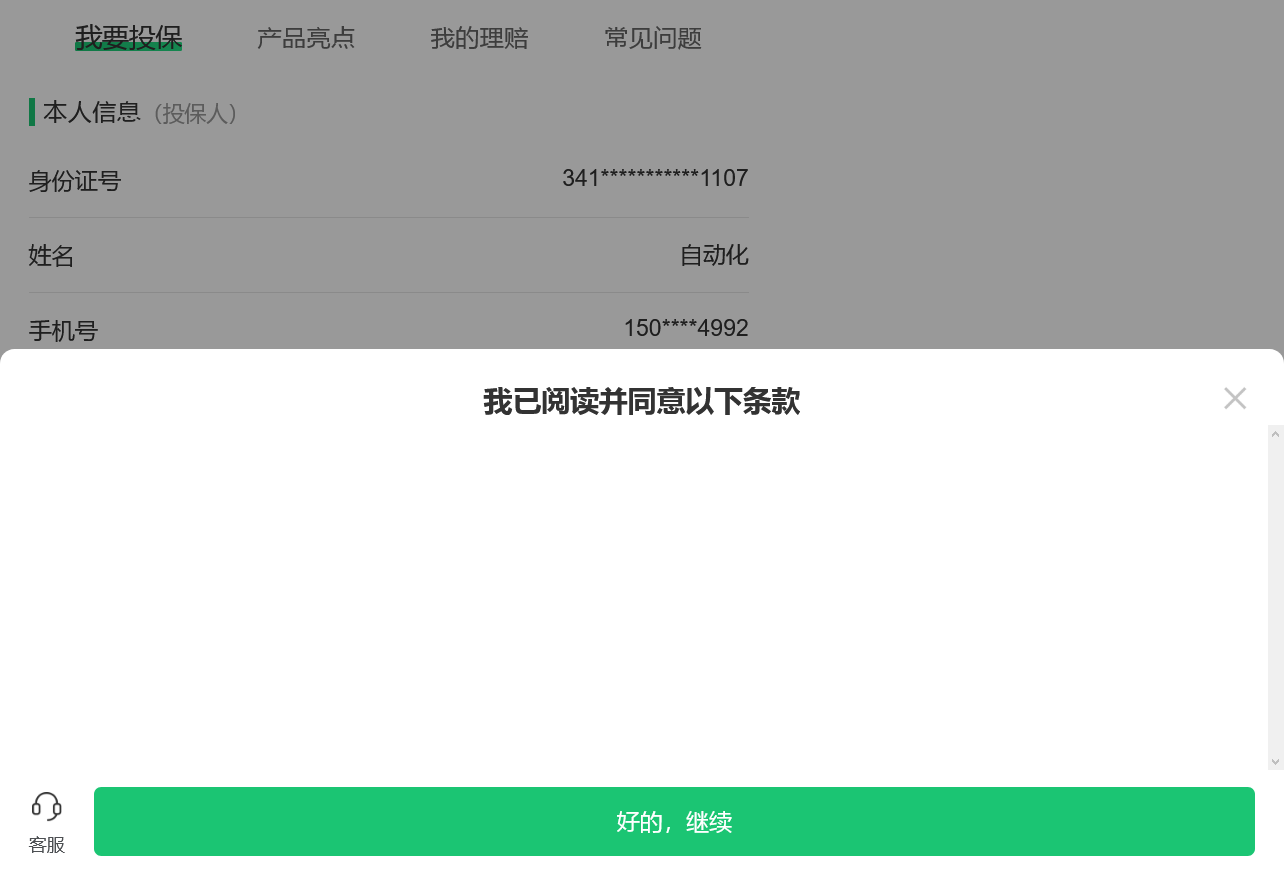 我要投保 产品亮点 我的理赔 常见问题
本人信息（投保人）
身份证号 341***********1107
姓名 自动化
手机号 150****4992
我已阅读并同意以下条款
好的，继续
客服